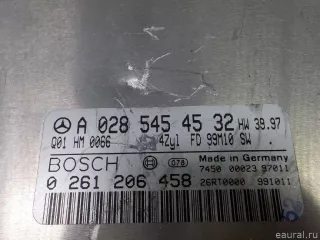 A 028 545 45 32 HW 39.97
Q01 HM 0066 4Zyl FD 99M10 SW .
BOSCH 078 Made in Germany
7450 00023 97011
0 261 206 458 26RT0000 991011
© eaural.ru